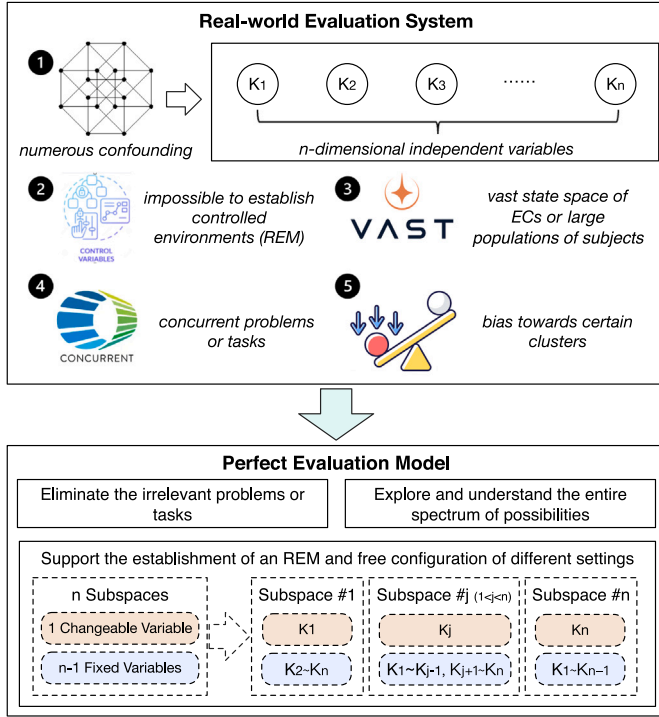 Real-world Evaluation System
1
K1
K2
K3
......
Kn
numerous confounding
n-dimensional independent variables
2
CONTROL
VARIABLES
impossible to establish
controlled
environments (REM)
3
VAST
vast state space of
ECs or large
populations of subjects
4
CONCURRENT
concurrent problems
or tasks
5
bias towards certain
clusters
Perfect Evaluation Model
Eliminate the irrelevant problems or
tasks
Explore and understand the entire
spectrum of possibilities
Support the establishment of an REM and free configuration of different settings
n Subspaces
1 Changeable Variable
n-1 Fixed Variables
Subspace #1
K1
K2~Kn
Subspace #j (1<j<n)
Kj
K1~Kj-1, Kj+1~Kn
Subspace #n
Kn
K1~Kn-1